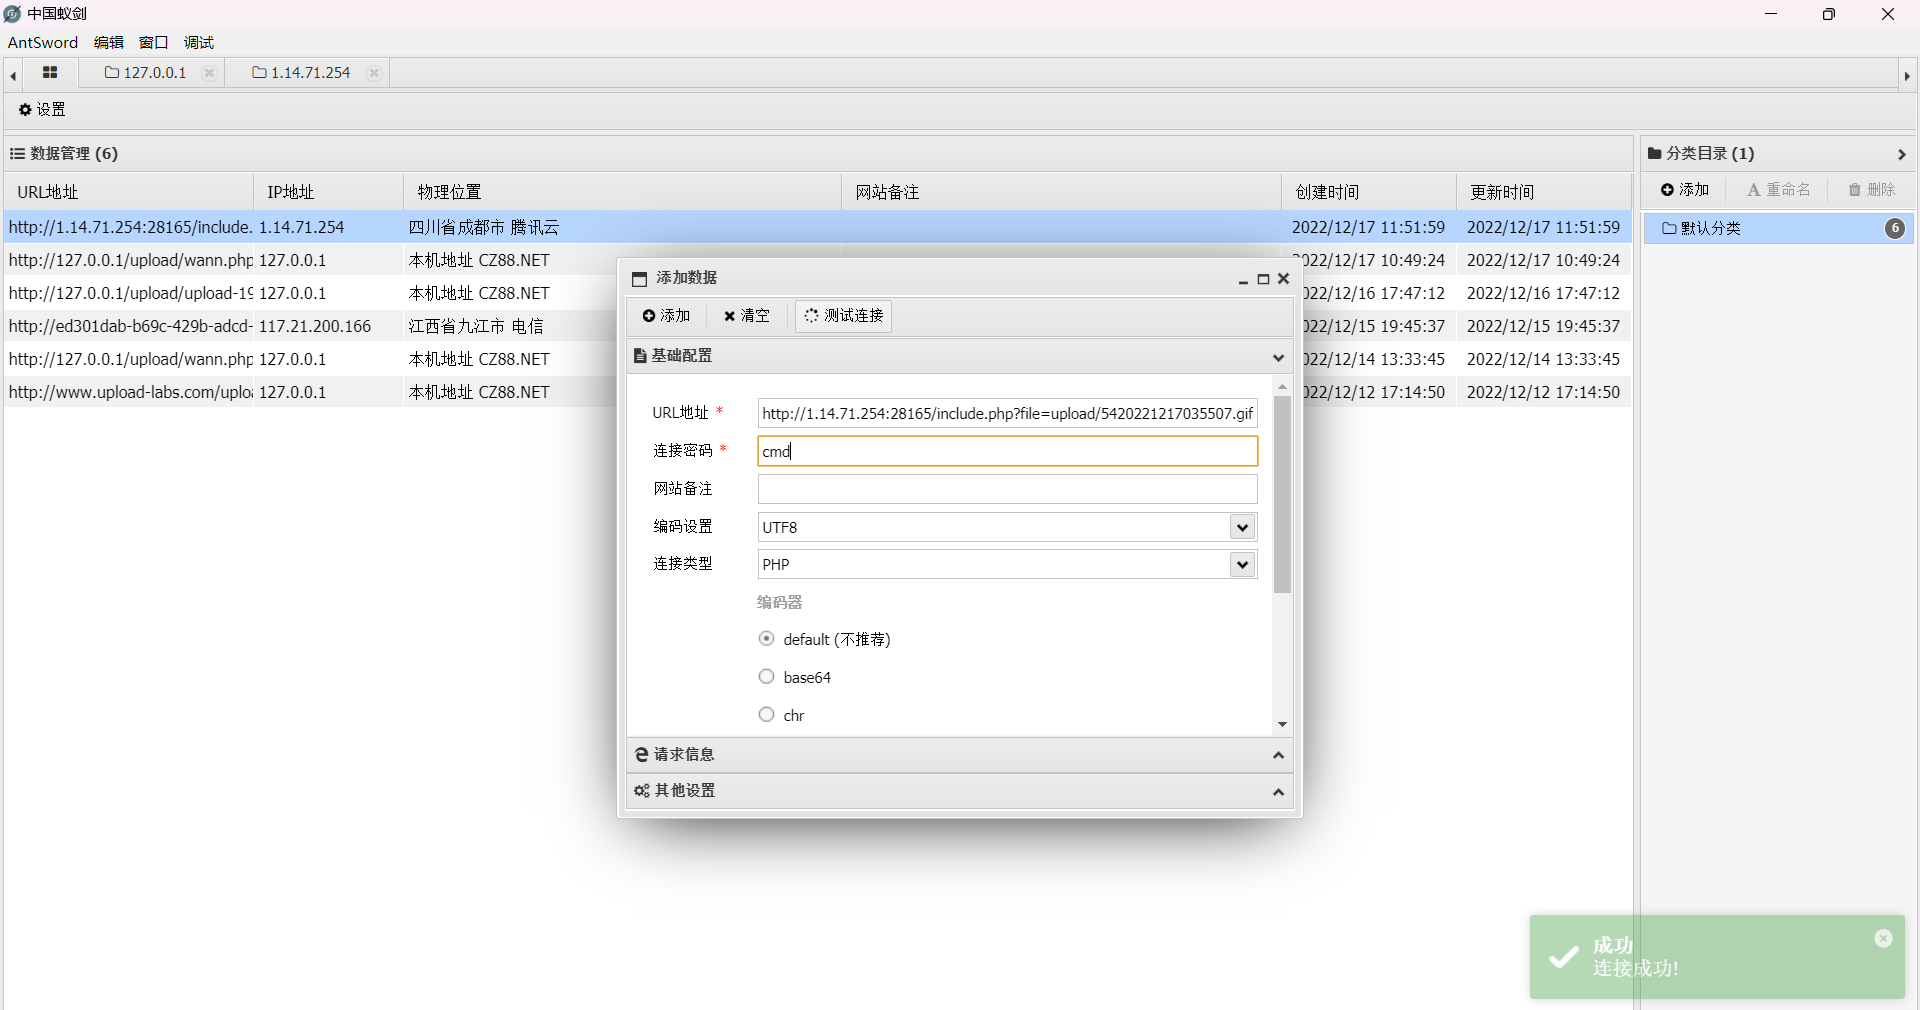 中国蚁剑
AntSword 编辑 窗口 调试
127.0.0.1 1.14.71.254
设置
数据管理 (6)
URL地址 IP地址 物理位置 网站备注 创建时间 更新时间
http://1.14.71.254:28165/include. 1.14.71.254 四川省成都市 腾讯云 2022/12/17 11:51:59 2022/12/17 11:51:59
http://127.0.0.1/upload/wann.php 127.0.0.1 本机地址 CZ88.NET 022/12/17 10:49:24 2022/12/17 10:49:24
http://127.0.0.1/upload/upload-19 127.0.0.1 本机地址 CZ88.NET 022/12/16 17:47:12 2022/12/16 17:47:12
http://ed301dab-b69c-429b-adcd- 117.21.200.166 江西省九江市 电信 022/12/15 19:45:37 2022/12/15 19:45:37
http://127.0.0.1/upload/wann.php 127.0.0.1 本机地址 CZ88.NET 022/12/14 13:33:45 2022/12/14 13:33:45
http://www.upload-labs.com/uploa 127.0.0.1 本机地址 CZ88.NET 022/12/12 17:14:50 2022/12/12 17:14:50
分类目录 (1)
添加 重命名 删除
默认分类 6
添加数据
添加 清空 测试连接
基础配置
URL地址 * http://1.14.71.254:28165/include.php?file=upload/5420221217035507.gif
连接密码 * cmd
网站备注
编码设置 UTF8
连接类型 PHP
编码器
default (不推荐)
base64
chr
请求信息
其他设置
成功
连接成功!